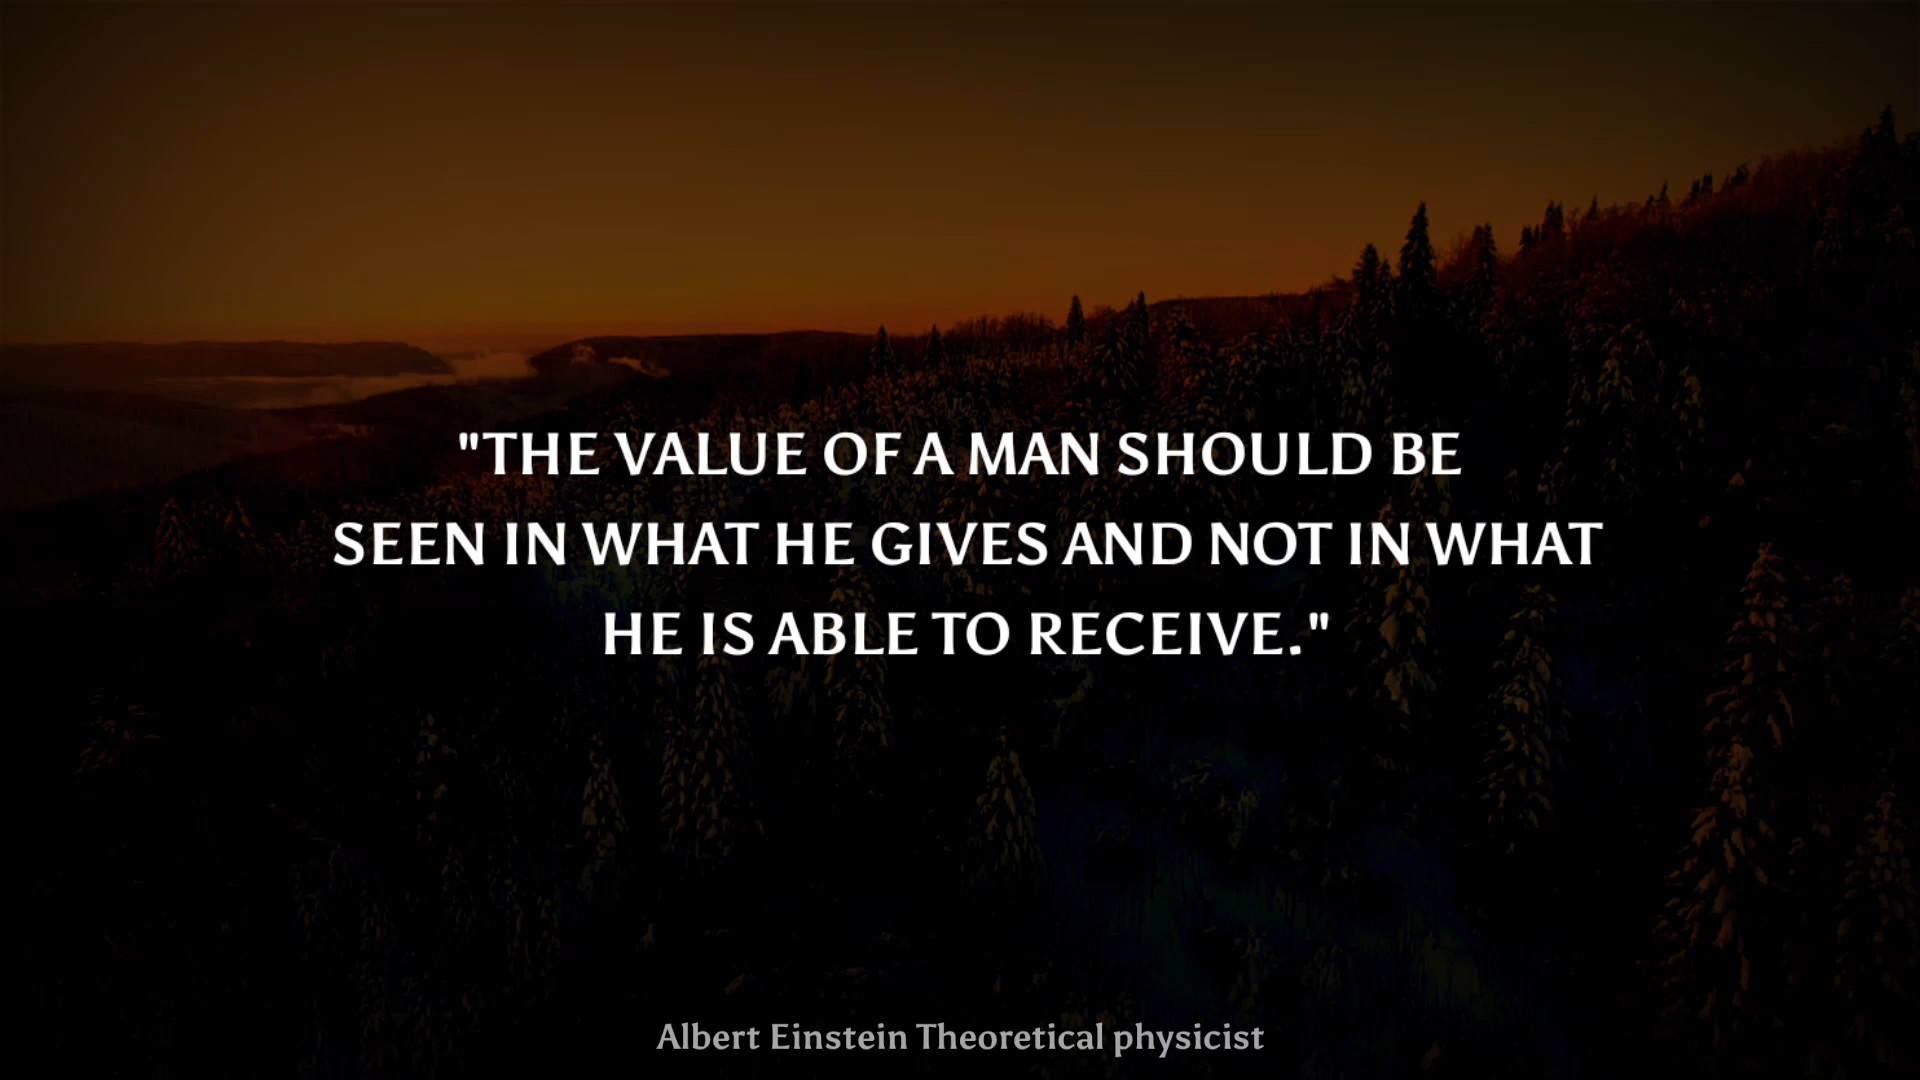 "THE VALUE OF A MAN SHOULD BE
SEEN IN WHAT HE GIVES AND NOT IN WHAT
HE IS ABLE TO RECEIVE."
Albert Einstein Theoretical physicist